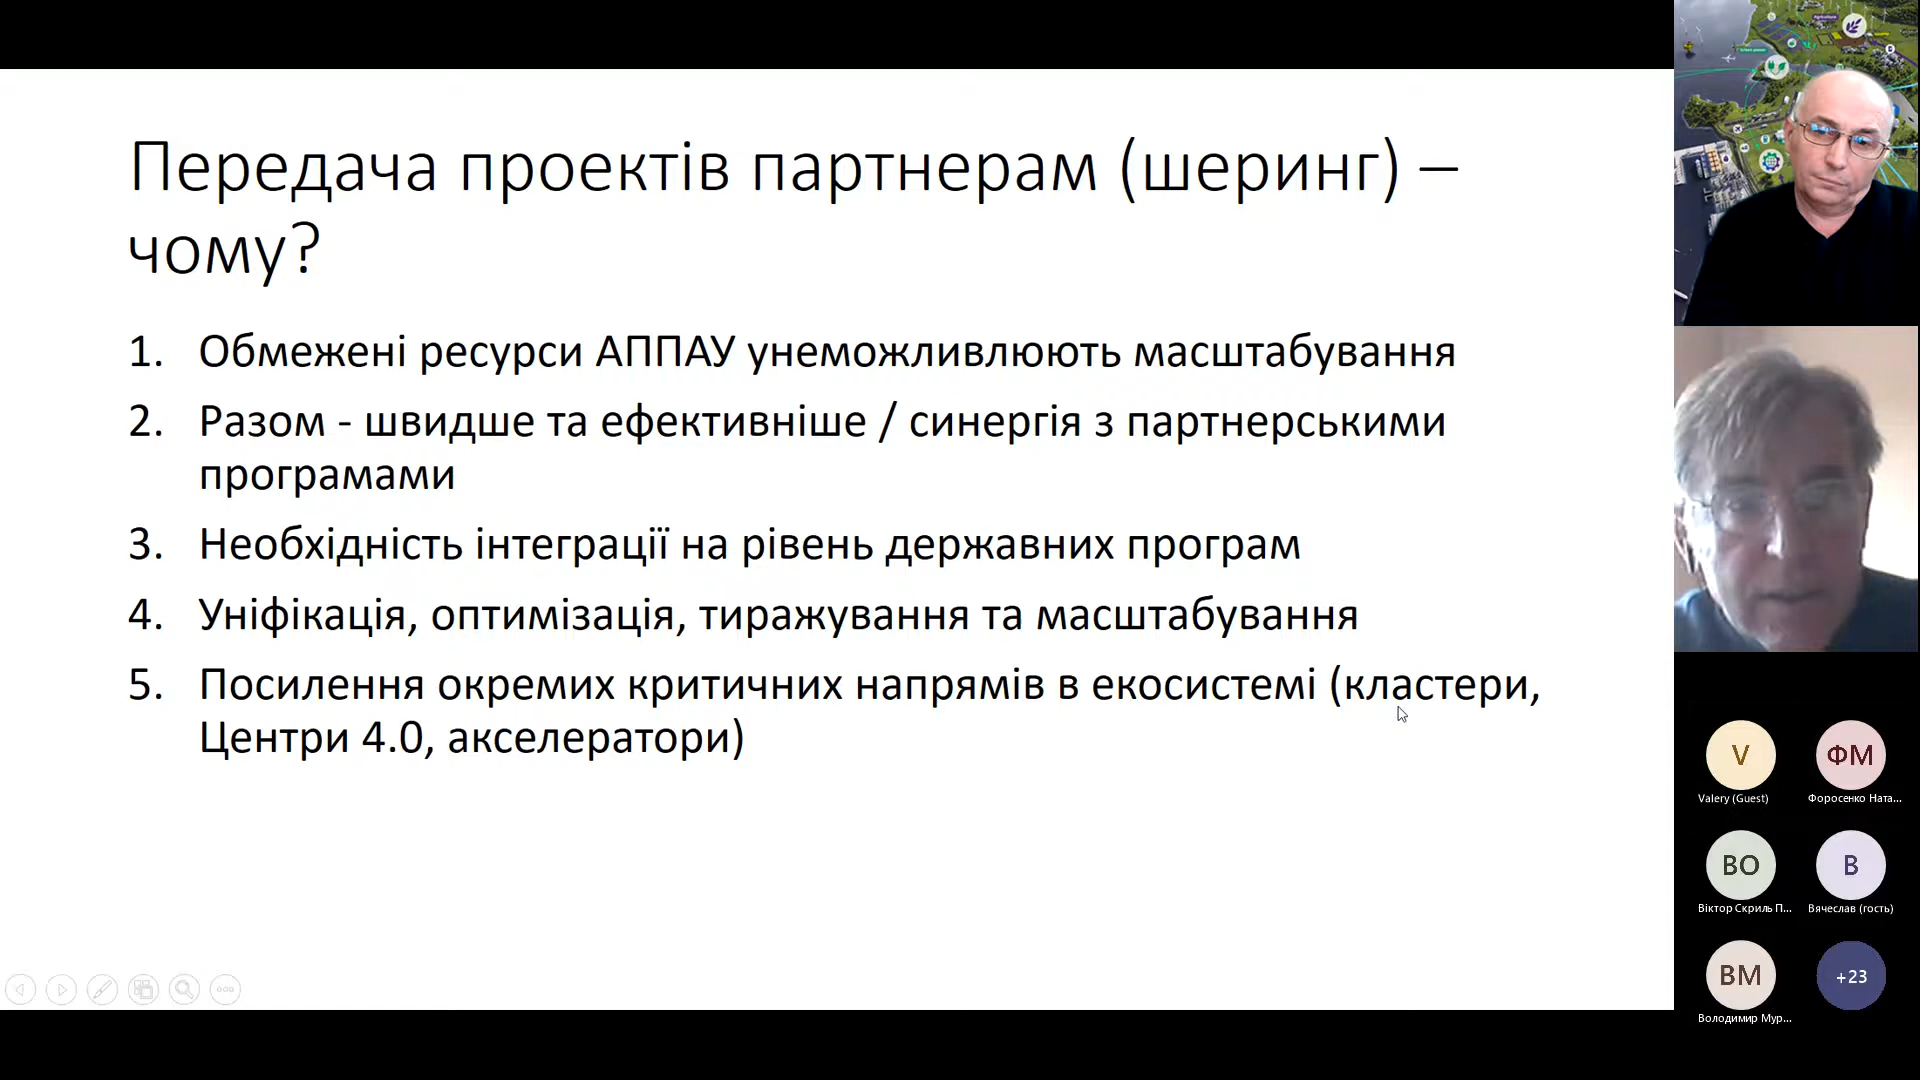 Передача проектів партнерам (шеринг) –
чому?
1. Обмежені ресурси АППАУ унеможливлюють масштабування
2. Разом - швидше та ефективніше / синергія з партнерськими
програмами
3. Необхідність інтеграції на рівень державних програм
4. Уніфікація, оптимізація, тиражування та масштабування
5. Посилення окремих критичних напрямів в екосистемі (кластери,
Центри 4.0, акселератори)
V
Valery (Guest)
ФМ
Форосенко Ната...
ВО
Віктор Скриль П...
В
Вячеслав (гость)
ВМ
Володимир Мур...
+23